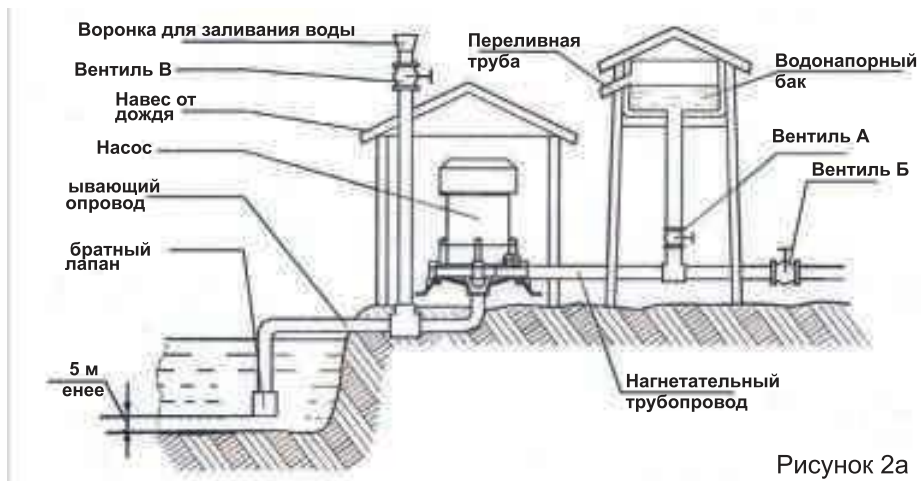 Воронка для заливания воды
Вентиль В
Навес от
дождя
Насос
ывающий
опровод
братный
лапан
5 м
енее
Переливная
труба
Водонапорный
бак
Вентиль А
Вентиль Б
Нагнетательный
трубопровод
Рисунок 2а